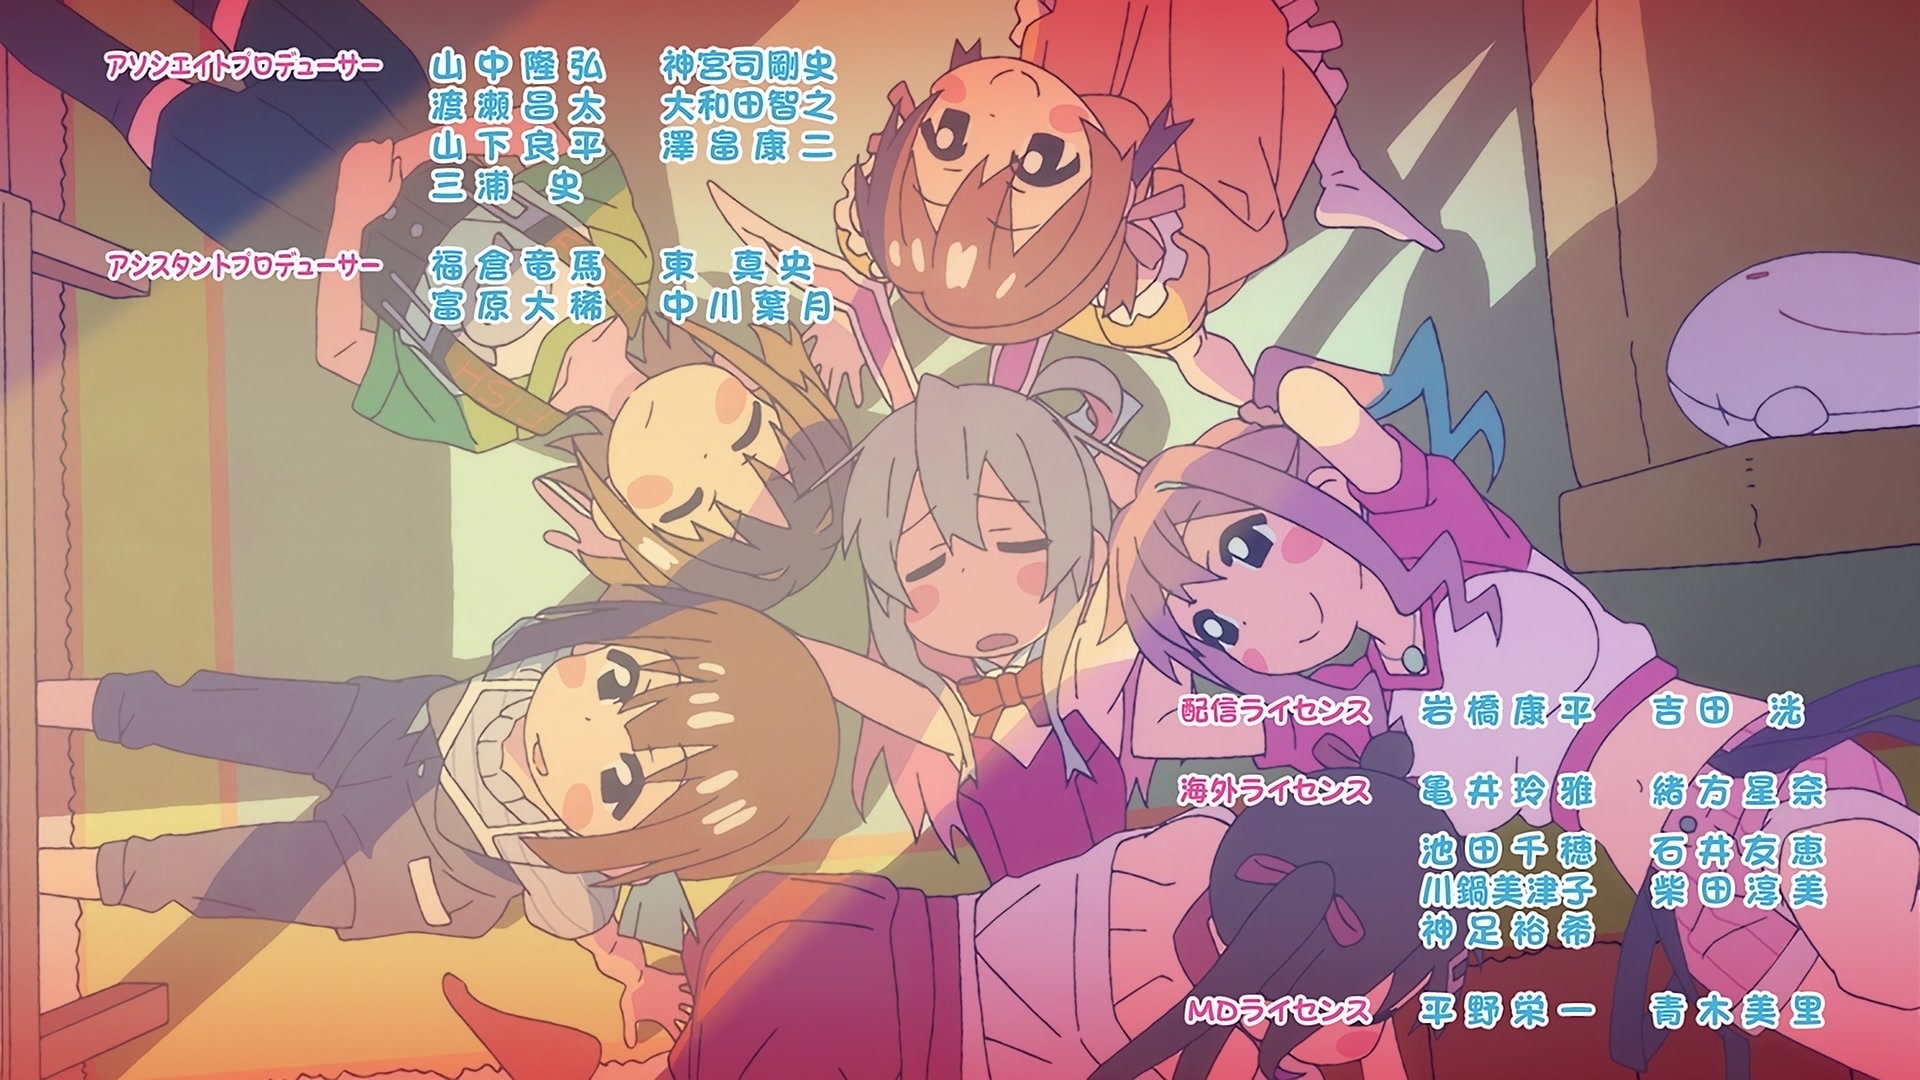 アソシエイトプロデューサー 山中隆弘 神宮司剛史
渡瀬昌太 大和田智之
山下良平 澤畠康二
三浦 史
アシスタントプロデューサー 福倉竜馬 東 真央
富原大稀 中川葉月
配信ライセンス 岩橋康平 吉田 洸
海外ライセンス 亀井玲雅 緒方星奈
池田千穂 石井友恵
川鍋美津子 柴田淳美
神足裕希
MDライセンス 平野栄一 青木美里